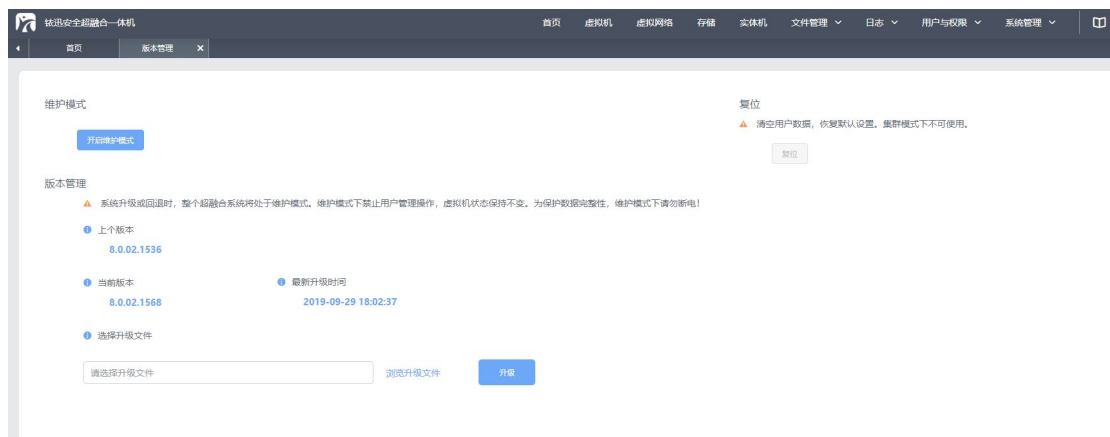 铱迅安全超融合一体机 首页 虚拟机 虚拟网络 存储 实体机 文件管理 日志 用户与权限 系统管理
首页 版本管理
维护模式
开启维护模式
复位
清空用户数据，恢复默认设置。集群模式下不可使用。
复位
版本管理
系统升级或回退时，整个超融合系统将处于维护模式。维护模式下禁止用户管理操作，虚拟机状态保持不变。为保护数据完整性，维护模式下请勿断电！
上个版本
8.0.02.1536
当前版本 最新升级时间
8.0.02.1568 2019-09-29 18:02:37
选择升级文件
请选择升级文件 浏览升级文件 升级